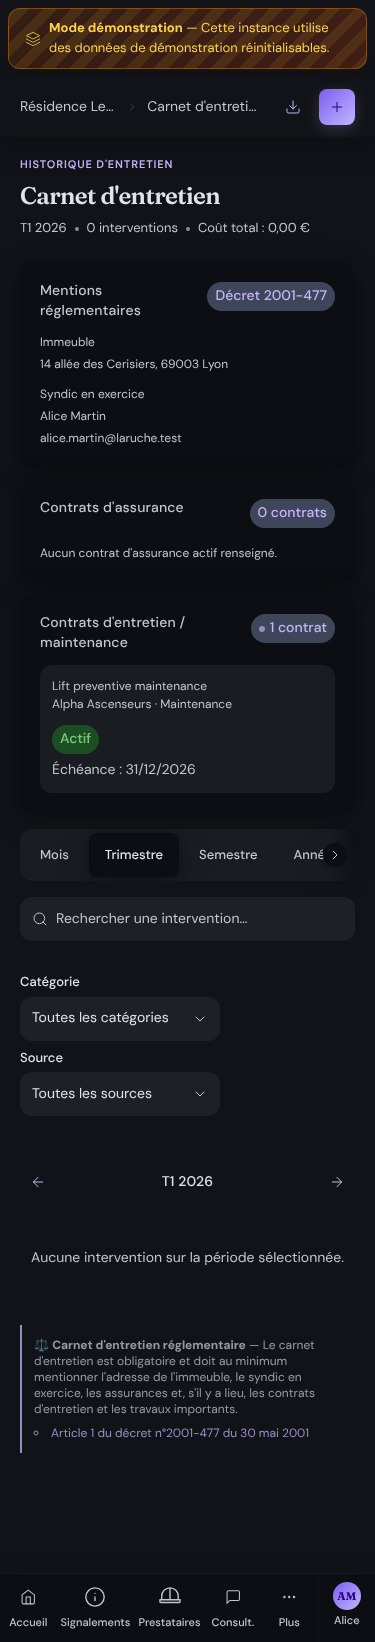 Mode démonstration — Cette instance utilise
des données de démonstration réinitialisables.
Résidence Le...
Carnet d'entreti...
HISTORIQUE D'ENTRETIEN
Carnet d'entretien
T1 2026 • 0 interventions • Coût total : 0,00 €
Mentions
réglementaires
Décret 2001-477
Immeuble
14 allée des Cerisiers, 69003 Lyon
Syndic en exercice
Alice Martin
alice.martin@laruche.test
Contrats d'assurance
0 contrats
Aucun contrat d'assurance actif renseigné.
Contrats d'entretien /
maintenance
1 contrat
Lift preventive maintenance
Alpha Ascenseurs · Maintenance
Actif
Échéance : 31/12/2026
Mois Trimestre Semestre
Rechercher une intervention...
Catégorie
Toutes les catégories
Source
Toutes les sources
T1 2026
Aucune intervention sur la période sélectionnée.
Carnet d'entretien réglementaire — Le carnet
d'entretien est obligatoire et doit au minimum
mentionner l'adresse de l'immeuble, le syndic en
exercice, les assurances et, s'il y a lieu, les contrats
d'entretien et les travaux importants.
Article 1 du décret n°2001-477 du 30 mai 2001
AM
Accueil Signalements Prestataires Consult. Plus Alice